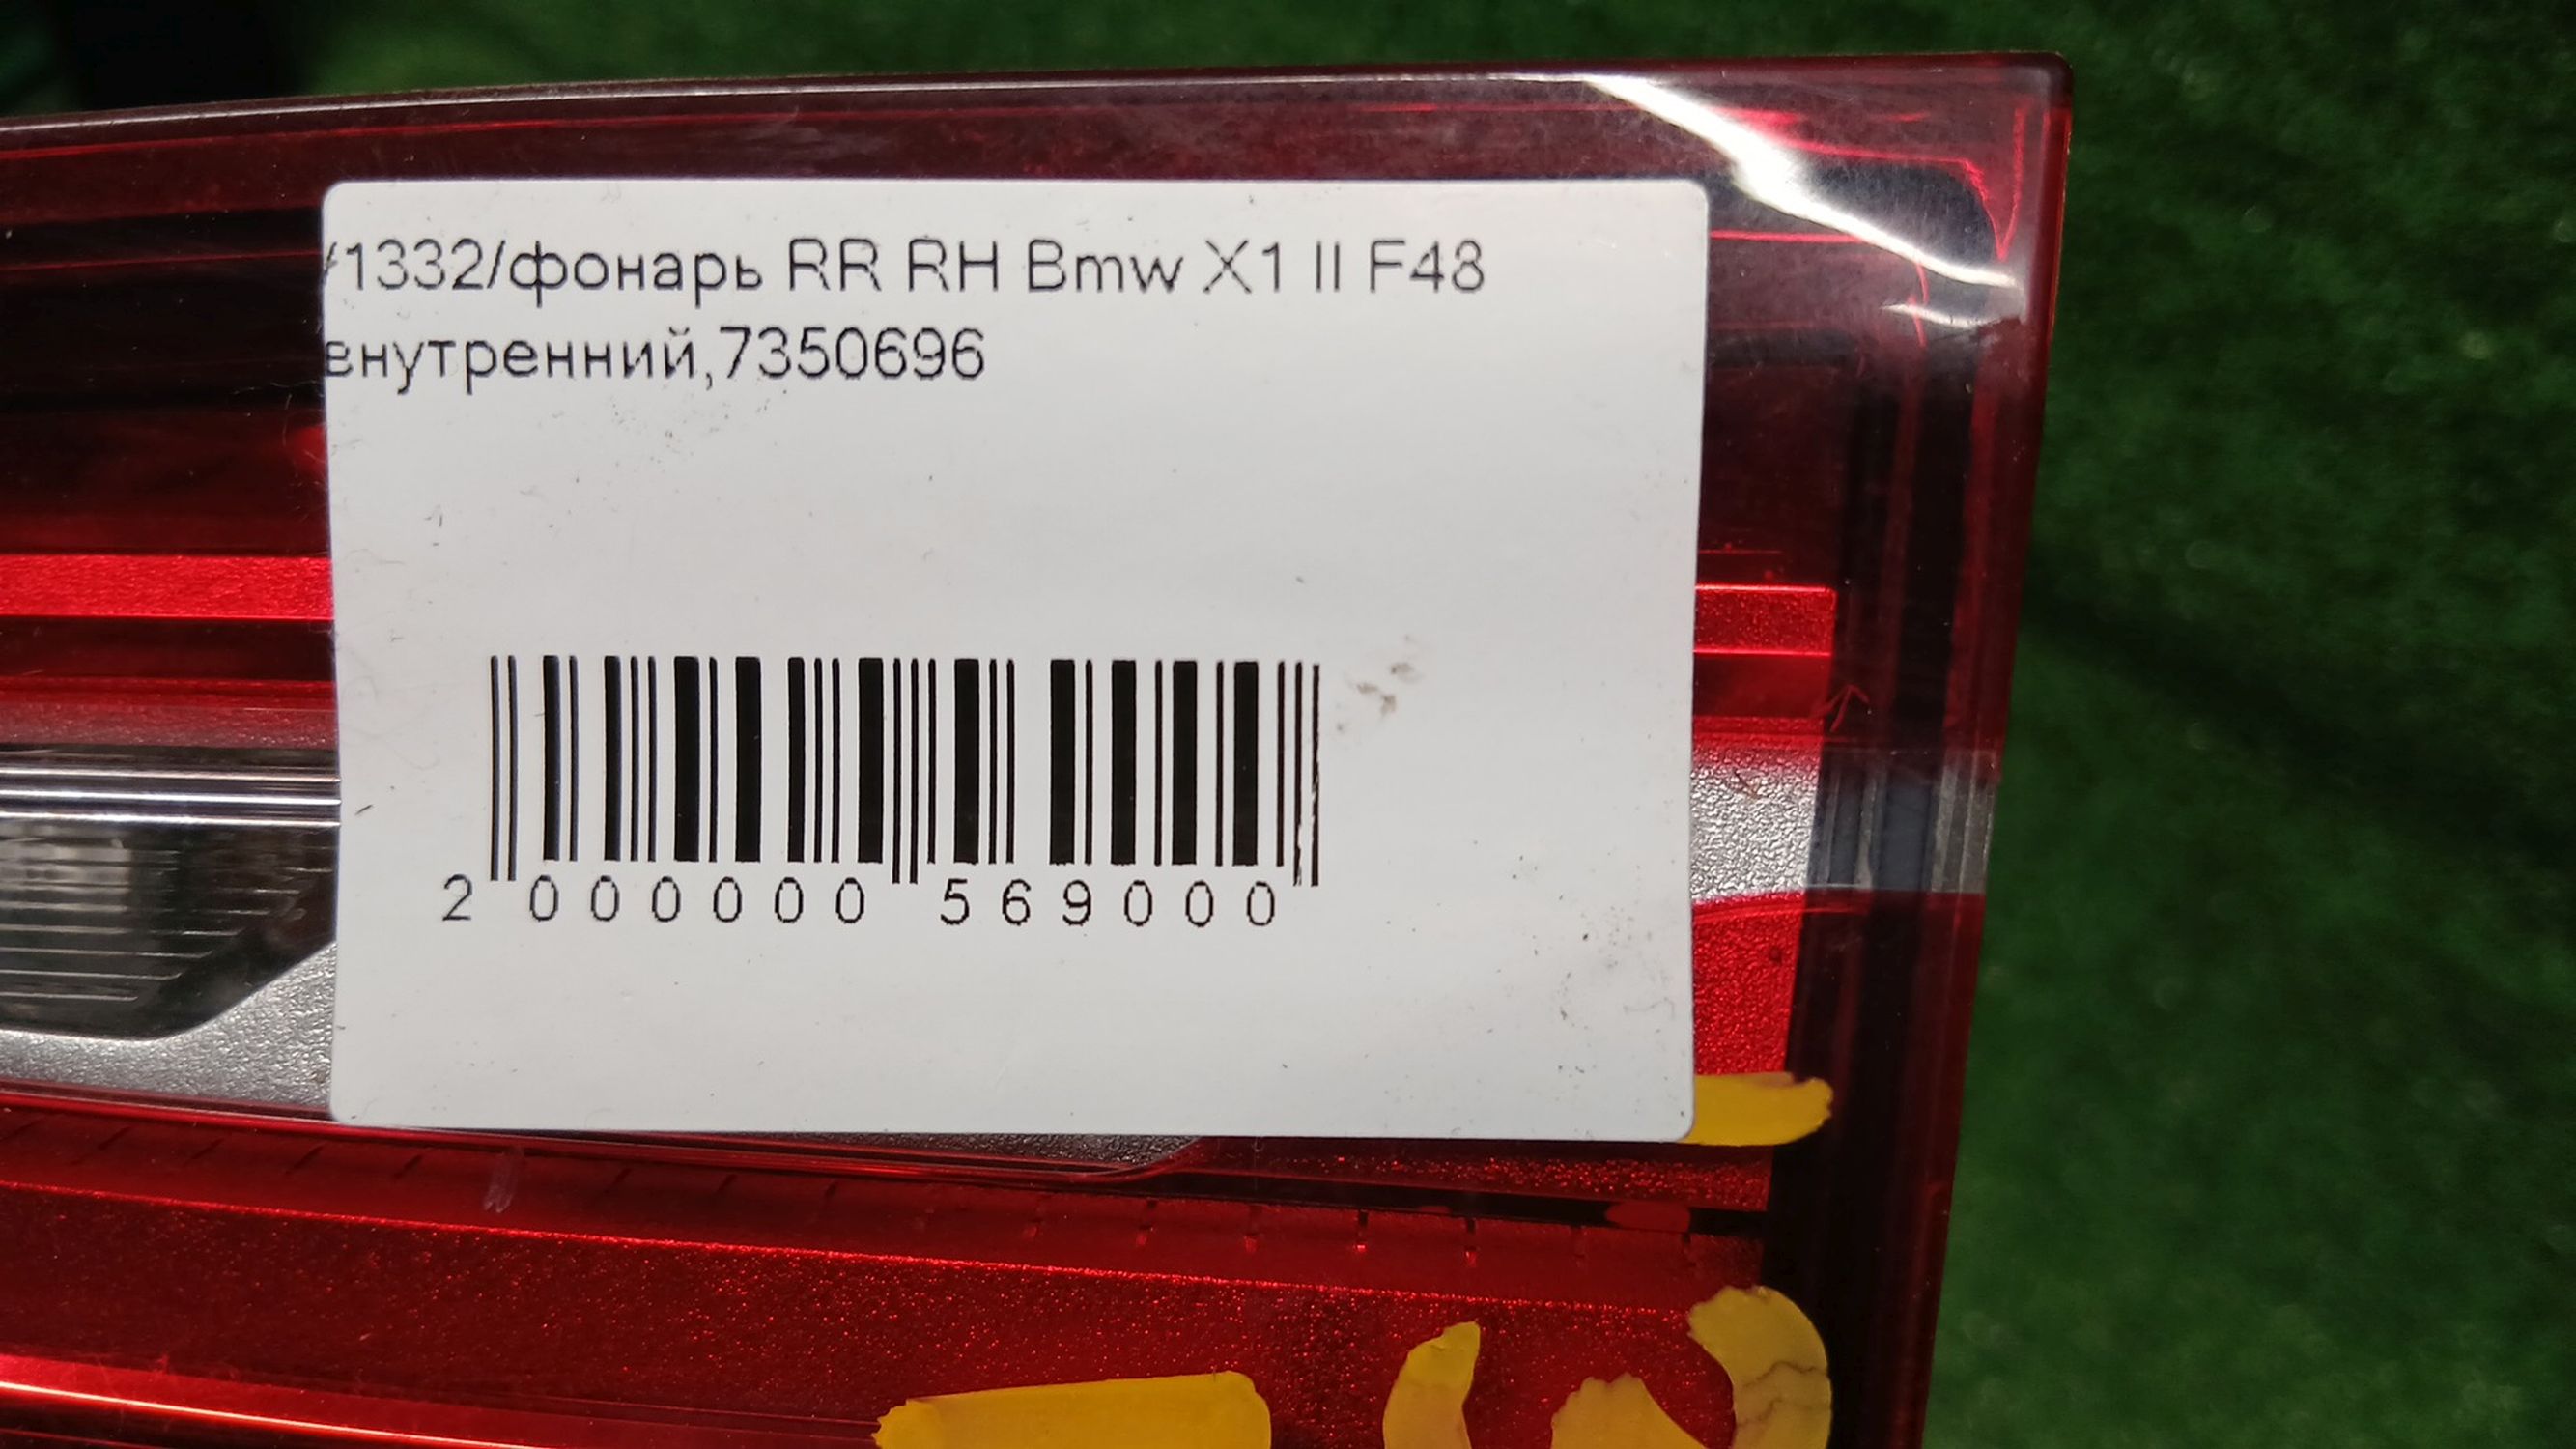 /1332/фонарь RR RH Bmw X1 II F48
внутренний,7350696
2 000000 569000